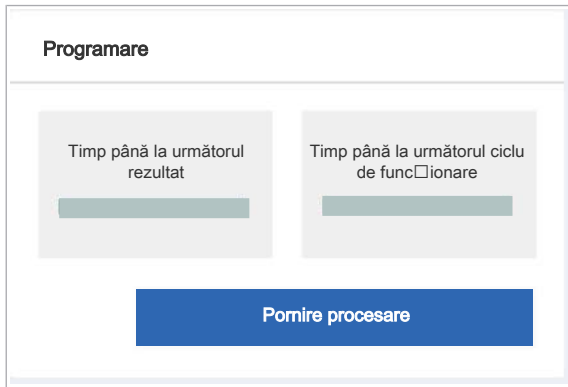 Programare
Timp până la următorul
rezultat
Timp până la următorul ciclu
de func□ionare
Pornire procesare